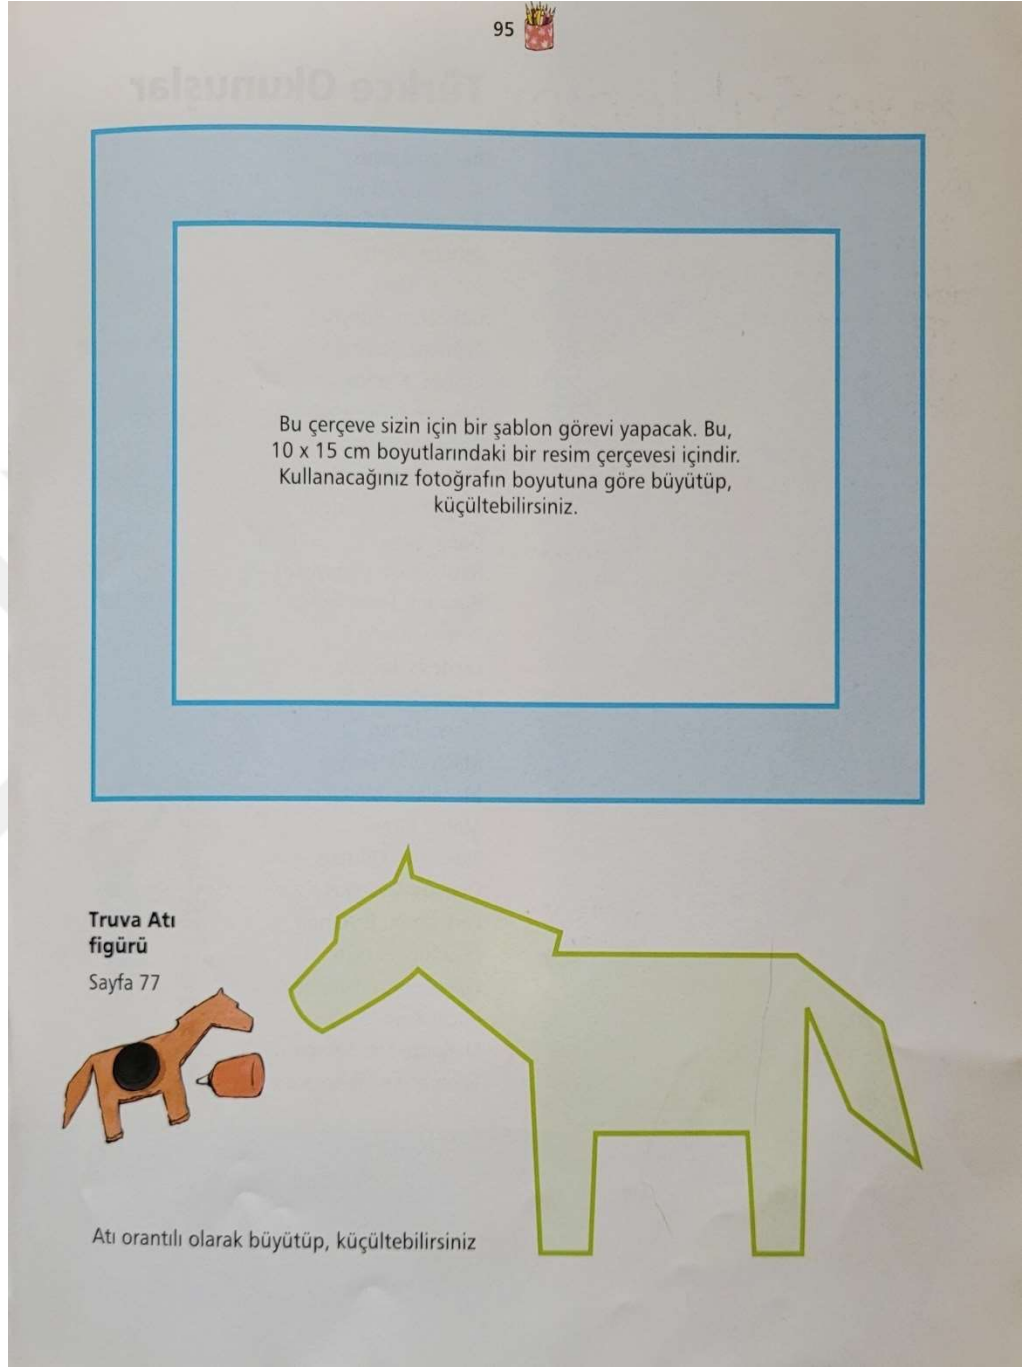 95
Bu çerçeve sizin için bir şablon görevi yapacak. Bu,
10 x 15 cm boyutlarındaki bir resim çerçevesi içindir.
Kullanacağınız fotoğrafın boyutuna göre büyütüp,
küçültebilirsiniz.
Truva Atı
figürü
Sayfa 77
Atı orantılı olarak büyütüp, küçültebilirsiniz